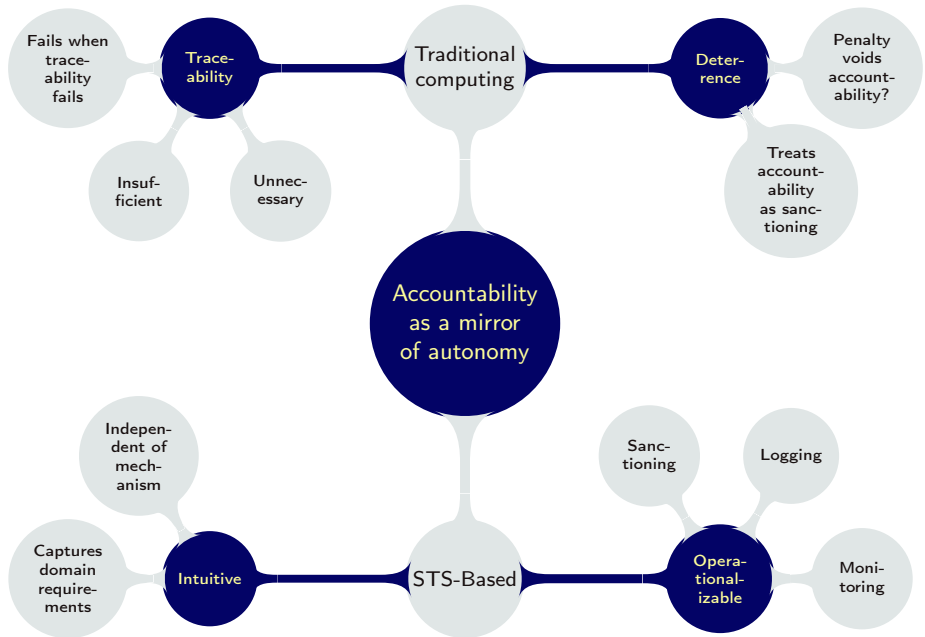 Fails when
trace-
ability
fails
Trace-
ability
Traditional
computing
Deter-
rence
Penalty
voids
account-
ability?
Insuf-
ficient
Unnec-
essary
Treats
account-
ability
as sanc-
tioning
Accountability
as a mirror
of autonomy
Indepen-
dent of
mech-
anism
Sanc-
tioning
Logging
Captures
domain
require-
ments
Intuitive
STS-Based
Opera-
tional-
izable
Moni-
toring